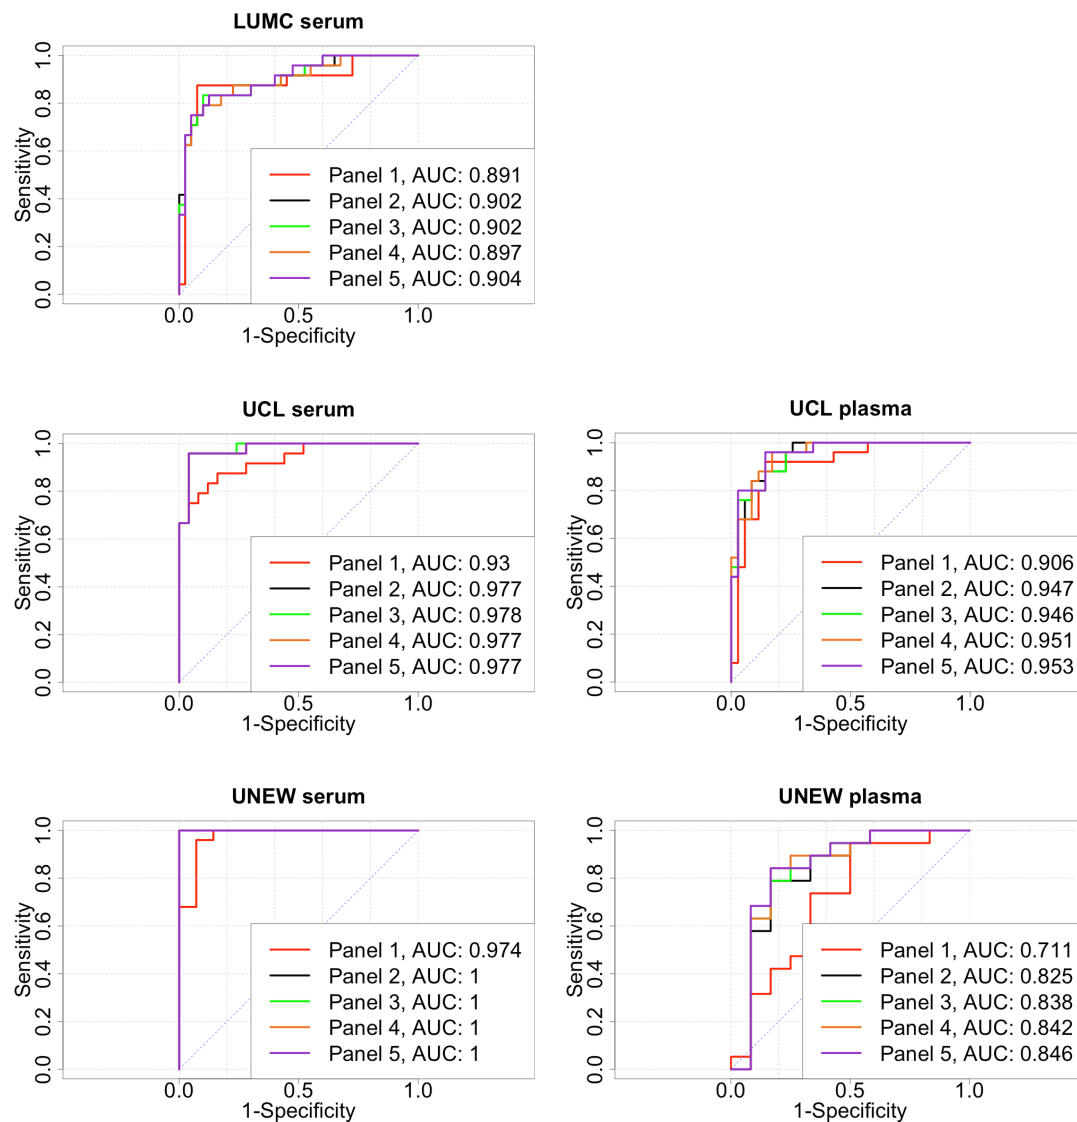 LUMC serum
Sensitivity
0.0 0.2 0.4 0.6 0.8 1.0
Panel 1, AUC: 0.891
Panel 2, AUC: 0.902
Panel 3, AUC: 0.902
Panel 4, AUC: 0.897
Panel 5, AUC: 0.904
0.0 0.5 1.0
1-Specificity
UCL serum
Sensitivity
0.0 0.2 0.4 0.6 0.8 1.0
Panel 1, AUC: 0.93
Panel 2, AUC: 0.977
Panel 3, AUC: 0.978
Panel 4, AUC: 0.977
Panel 5, AUC: 0.977
0.0 0.5 1.0
1-Specificity
UCL plasma
Sensitivity
0.0 0.2 0.4 0.6 0.8 1.0
Panel 1, AUC: 0.906
Panel 2, AUC: 0.947
Panel 3, AUC: 0.946
Panel 4, AUC: 0.951
Panel 5, AUC: 0.953
0.0 0.5 1.0
1-Specificity
UNEW serum
Sensitivity
0.0 0.2 0.4 0.6 0.8 1.0
Panel 1, AUC: 0.974
Panel 2, AUC: 1
Panel 3, AUC: 1
Panel 4, AUC: 1
Panel 5, AUC: 1
0.0 0.5 1.0
1-Specificity
UNEW plasma
Sensitivity
0.0 0.2 0.4 0.6 0.8 1.0
Panel 1, AUC: 0.711
Panel 2, AUC: 0.825
Panel 3, AUC: 0.838
Panel 4, AUC: 0.842
Panel 5, AUC: 0.846
0.0 0.5 1.0
1-Specificity